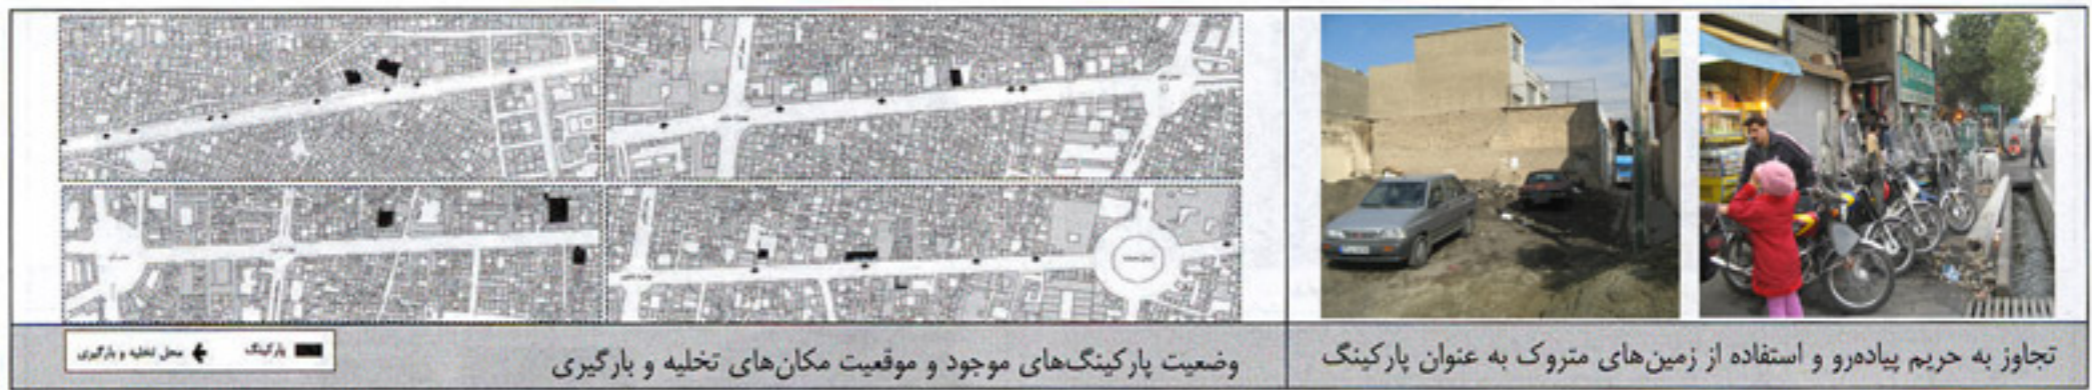 تجاوز به حریم پیاده‌رو و استفاده از زمین‌های متروک به عنوان پارکینگ
وضعیت پارکینگ‌های موجود و موقعیت مکان‌های تخلیه و بارگیری
پارکینگ
محل تخلیه و بارگیری